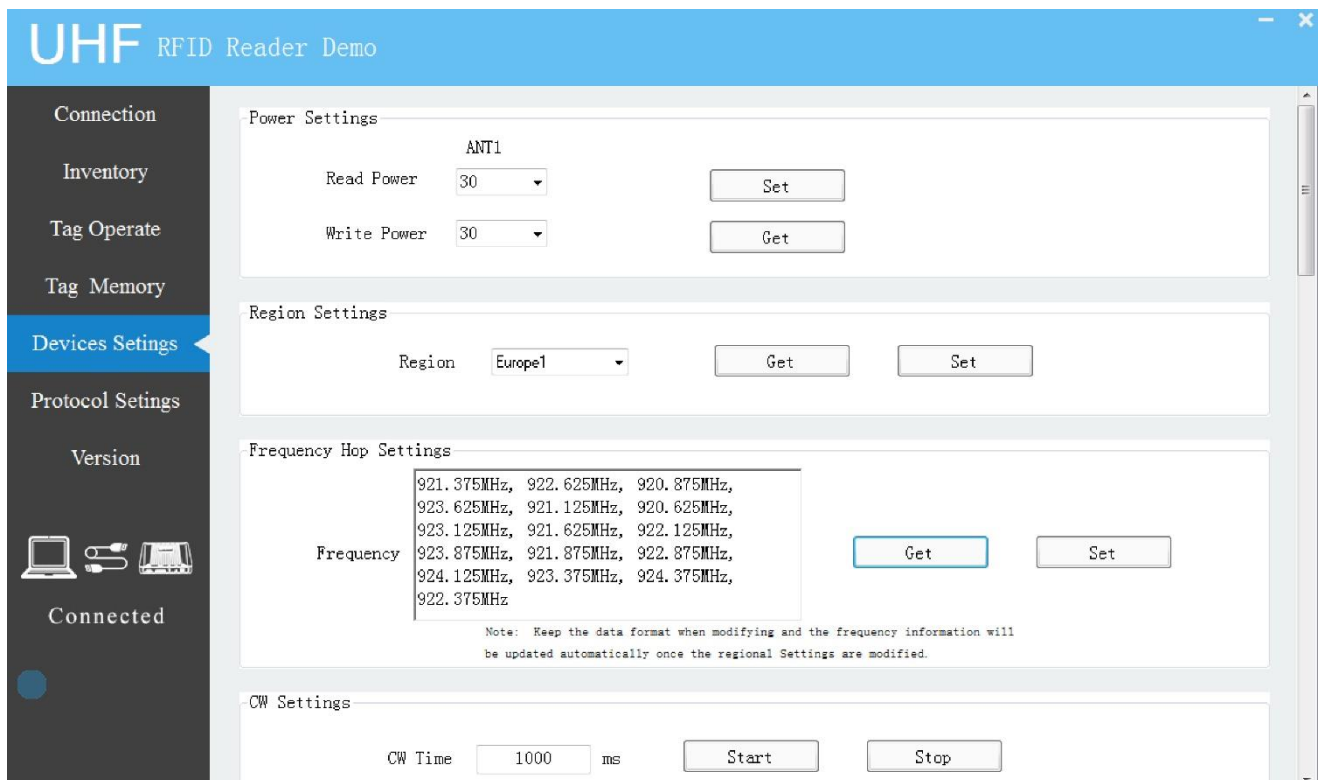 UHF RFID Reader Demo
Connection
Inventory
Tag Operate
Tag Memory
Devices Setings
Protocol Setings
Version
Connected
Power Settings
ANT1
Read Power 30 Set
Write Power 30 Get
Region Settings
Region Europe1 Get Set
Frequency Hop Settings
921.375MHz, 922.625MHz, 920.875MHz,
923.625MHz, 921.125MHz, 920.625MHz,
923.125MHz, 921.625MHz, 922.125MHz,
Frequency 923.875MHz, 921.875MHz, 922.875MHz, Get Set
924.125MHz, 923.375MHz, 924.375MHz,
922.375MHz
Note: Keep the data format when modifying and the frequency information will
be updated automatically once the regional Settings are modified.
CW Settings
CW Time 1000 ms Start Stop